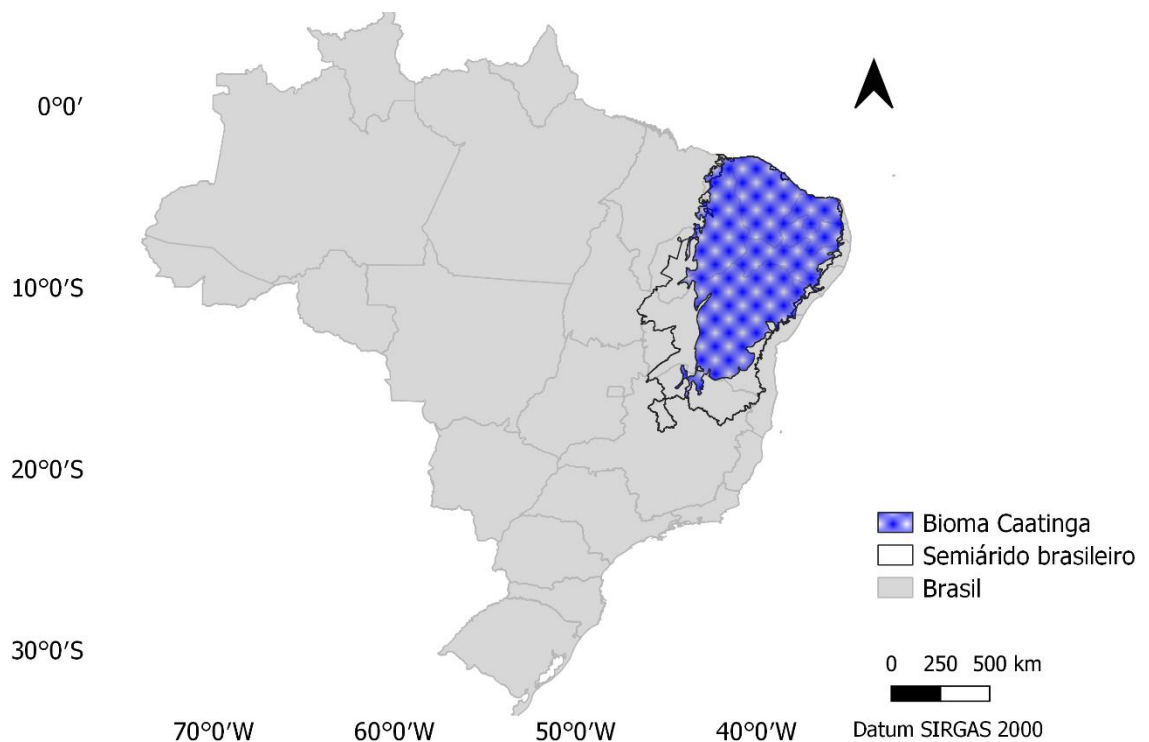 0°0′
10°0′S
20°0′S
30°0′S
70°0′W
60°0′W
50°0′W
40°0′W
Bioma Caatinga
Semiárido brasileiro
Brasil
0 250 500 km
Datum SIRGAS 2000